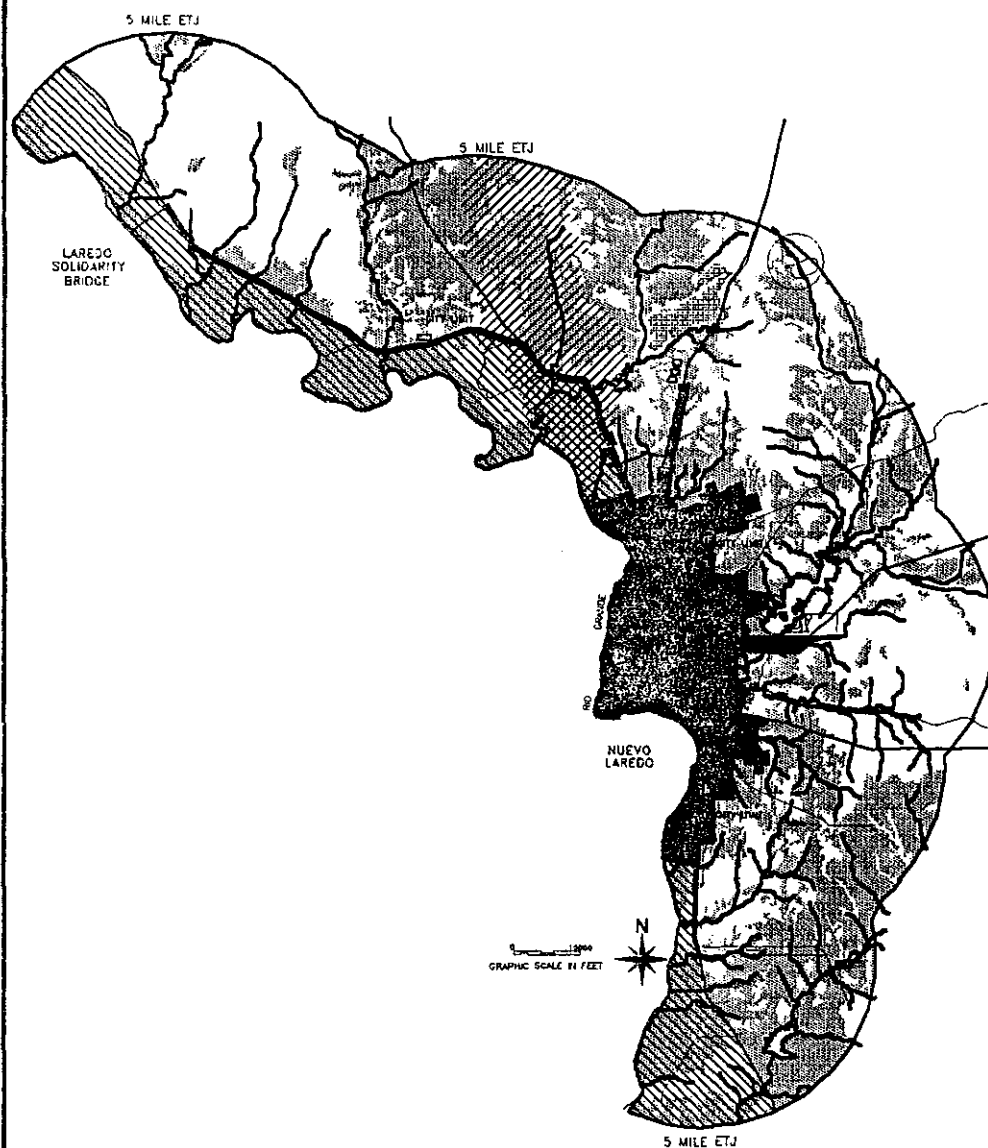 5 MILE ETJ
5 MILE ETJ
LAREDO
SOLIDARITY
BRIDGE
RIO GRANDE
NUEVO
LAREDO
N
GRAPHIC SCALE IN FEET
5 MILE ETJ